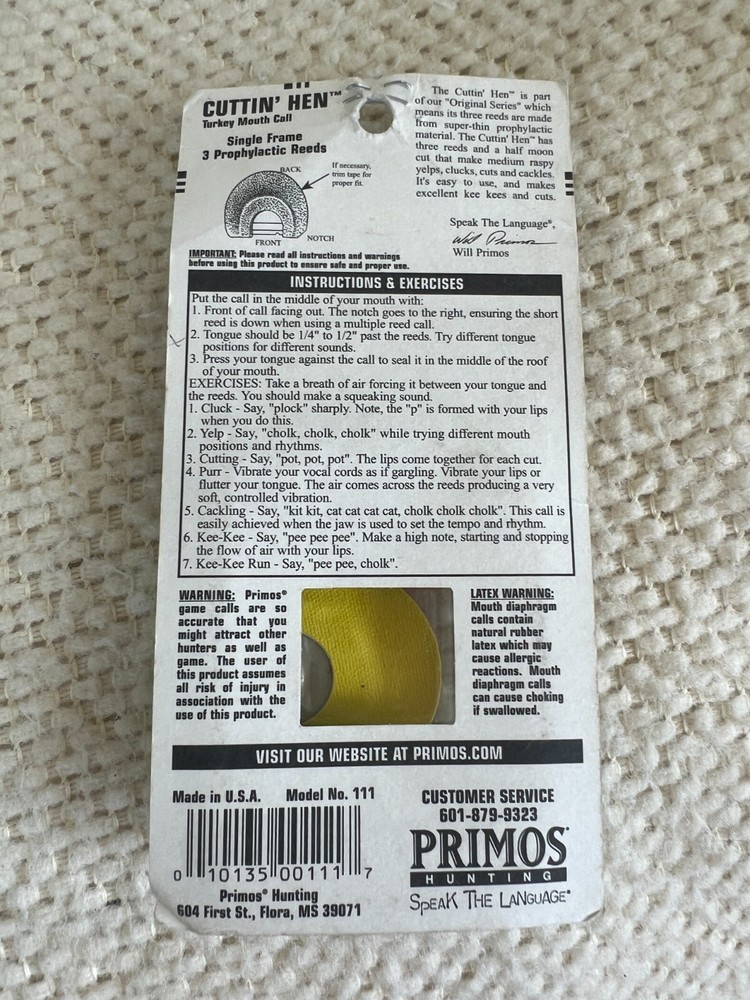 CUTTIN' HEN™
Turkey Mouth Call
Single Frame
3 Prophylactic Reeds
BACK
If necessary,
trim tape for
proper fit.
FRONT
NOTCH
The Cuttin' Hen™ is part
of our "Original Series" which
means its three reeds are made
from super-thin prophylactic
material. The Cuttin' Hen™ has
three reeds and a half moon
cut that make medium raspy
yelps, clucks, cuts and cackles.
It's easy to use, and makes
excellent kee kees and cuts.
Speak The Language®,
Will Primos
Will Primos
IMPORTANT: Please read all instructions and warnings
before using this product to ensure safe and proper use.
INSTRUCTIONS & EXERCISES
Put the call in the middle of your mouth with:
1. Front of call facing out. The notch goes to the right, ensuring the short
reed is down when using a multiple reed call.
2. Tongue should be 1/4" to 1/2" past the reeds. Try different tongue
positions for different sounds.
3. Press your tongue against the call to seal it in the middle of the roof
of your mouth.
EXERCISES: Take a breath of air forcing it between your tongue and
the reeds. You should make a squeaking sound.
1. Cluck - Say, "plock" sharply. Note, the "p" is formed with your lips
when you do this.
2. Yelp - Say, "cholk, cholk, cholk" while trying different mouth
positions and rhythms.
3. Cutting - Say, "pot, pot, pot". The lips come together for each cut.
4. Purr - Vibrate your vocal cords as if gargling. Vibrate your lips or
flutter your tongue. The air comes across the reeds producing a very
soft, controlled vibration.
5. Cackling - Say, "kit kit, cat cat cat cat, cholk cholk cholk". This call is
easily achieved when the jaw is used to set the tempo and rhythm.
6. Kee-Kee - Say, "pee pee pee". Make a high note, starting and stopping
the flow of air with your lips.
7. Kee-Kee Run - Say, "pee pee, cholk".
WARNING: Primos®
game calls are so
accurate that you
might attract other
hunters as well as
game. The user of
this product assumes
all risk of injury in
association with the
use of this product.
LATEX WARNING:
Mouth diaphragm
calls contain
natural rubber
latex which may
cause allergic
reactions. Mouth
diaphragm calls
can cause choking
if swallowed.
VISIT OUR WEBSITE AT PRIMOS.COM
Made in U.S.A. Model No. 111
0 10135 00111 7
Primos® Hunting
604 First St., Flora, MS 39071
CUSTOMER SERVICE
601-879-9323
PRIMOS®
HUNTING
SPEAK THE LANGUAGE®